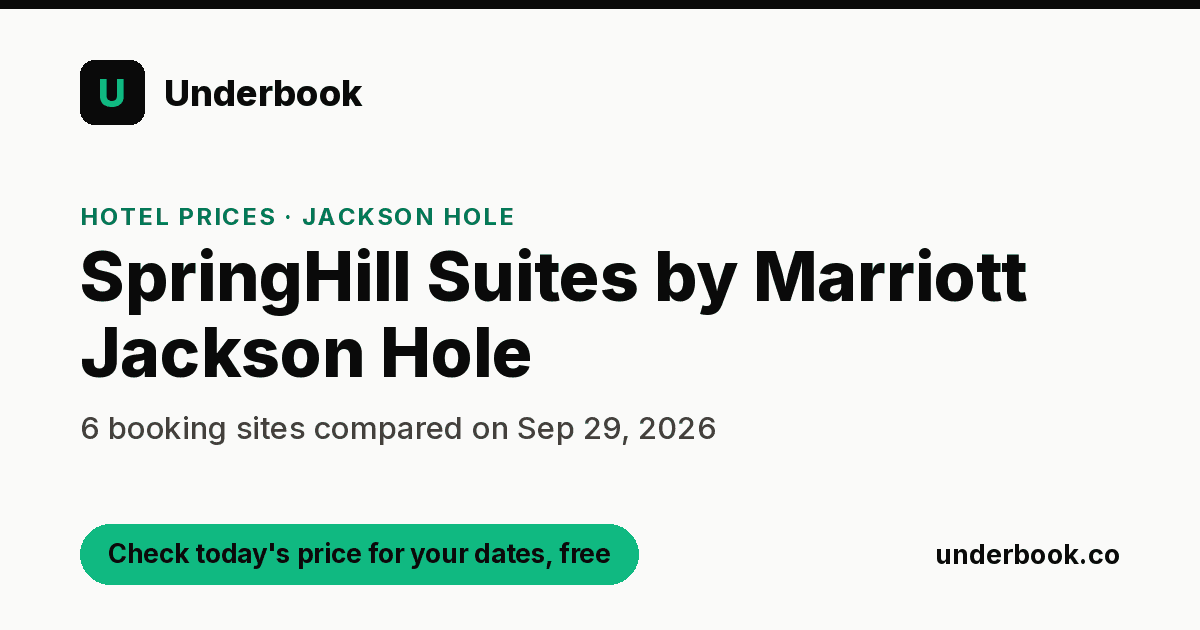 U Underbook
HOTEL PRICES · JACKSON HOLE
SpringHill Suites by Marriott
Jackson Hole
6 booking sites compared on Sep 29, 2026
Check today's price for your dates, free
underbook.co